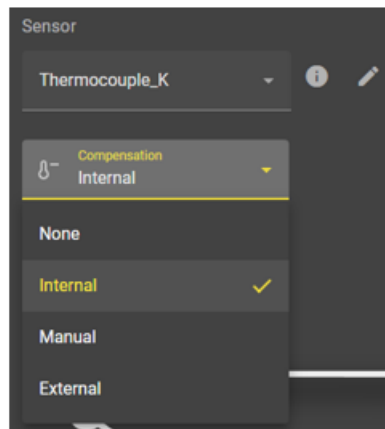 Sensor
Thermocouple_K
Compensation
Internal
None
Internal
Manual
External